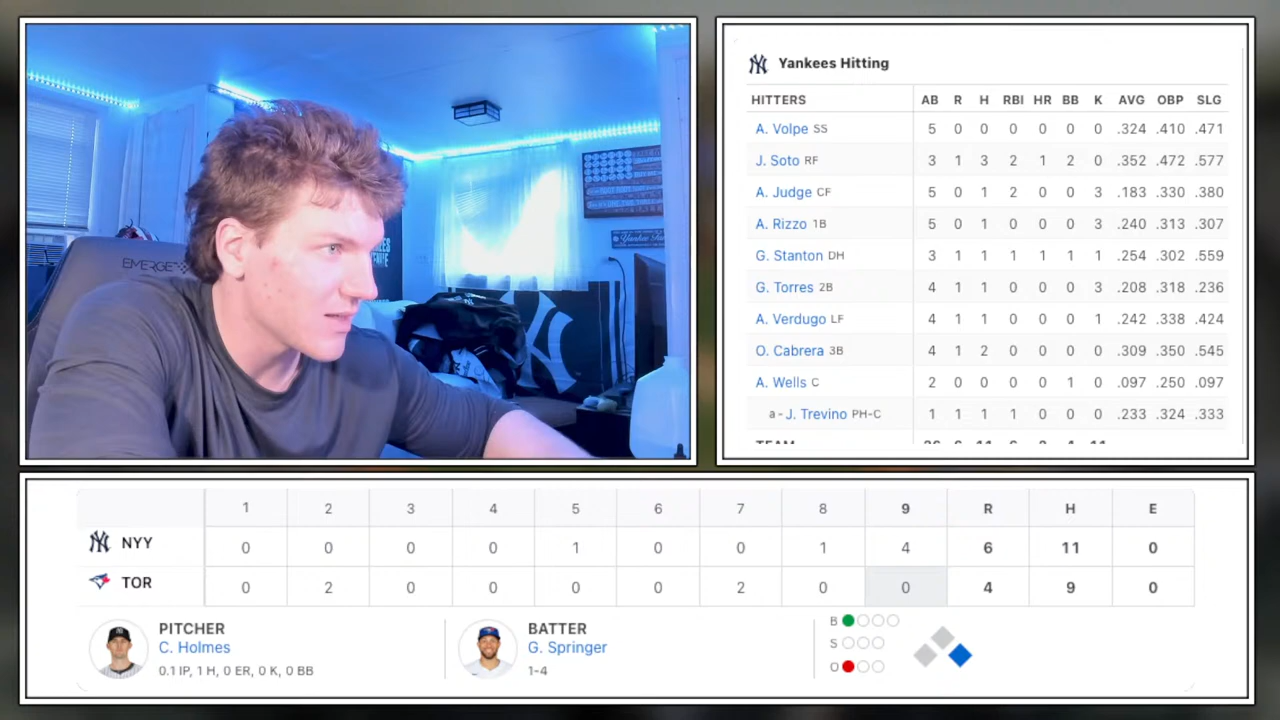 EMERGE
Yankees Hitting
HITTERS AB R H RBI HR BB K AVG OBP SLG
A. Volpe SS 5 0 0 0 0 0 0 .324 .410 .471
J. Soto RF 3 1 3 2 1 2 0 .352 .472 .577
A. Judge CF 5 0 1 2 0 0 3 .183 .330 .380
A. Rizzo 1B 5 0 1 0 0 0 3 .240 .313 .307
G. Stanton DH 3 1 1 1 1 1 1 .254 .302 .559
G. Torres 2B 4 1 1 0 0 0 3 .208 .318 .236
A. Verdugo LF 4 1 1 0 0 0 1 .242 .338 .424
O. Cabrera 3B 4 1 2 0 0 0 0 .309 .350 .545
A. Wells C 2 0 0 0 0 1 0 .097 .250 .097
a - J. Trevino PH-C 1 1 1 1 0 0 0 .233 .324 .333
1 2 3 4 5 6 7 8 9 R H E
NYY 0 0 0 0 1 0 0 1 4 6 11 0
TOR 0 2 0 0 0 0 2 0 0 4 9 0
PITCHER
C. Holmes
0.1 IP, 1 H, 0 ER, 0 K, 0 BB
BATTER
G. Springer
1-4
B
S
O